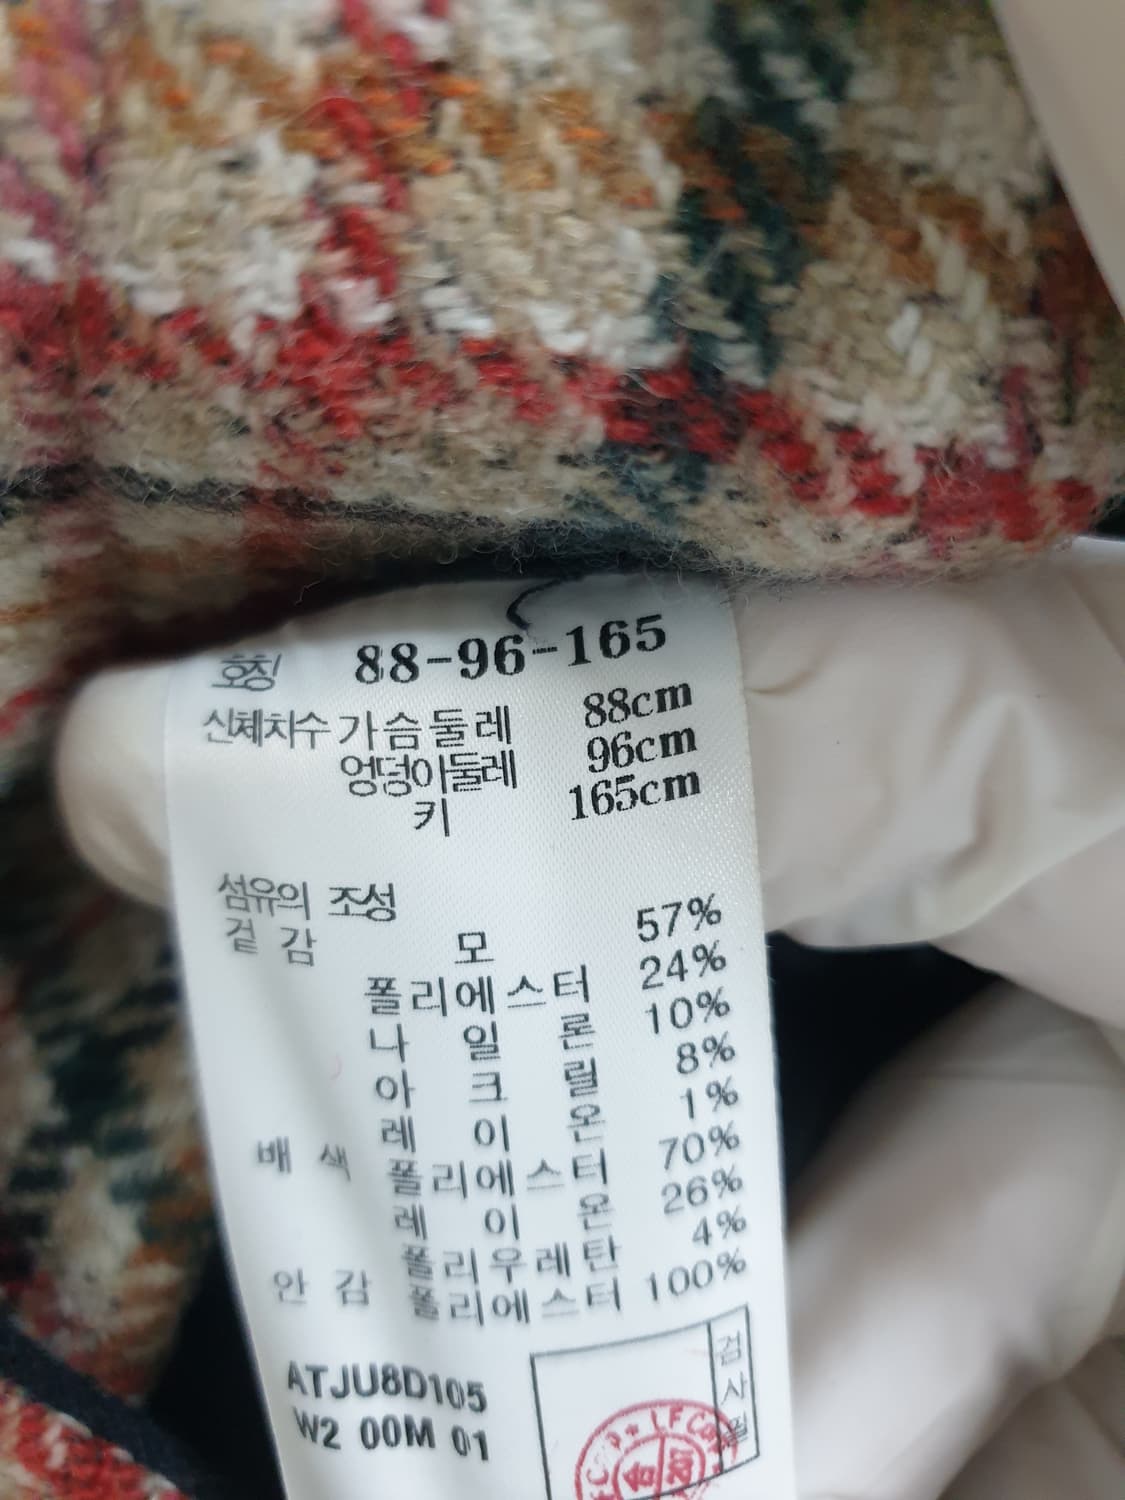 호칭 88-96-165
신체치수 가슴둘레 88cm
엉덩이둘레 96cm
키 165cm
섬유의 조성
겉감 모 57%
폴리에스터 24%
나일론 10%
아크릴 8%
레이온 1%
배색 폴리에스터 70%
레이온 26%
폴리우레탄 4%
안감 폴리에스터 100%
ATJU8D105
W2 00M 01
검사필
LF Corp
합
207